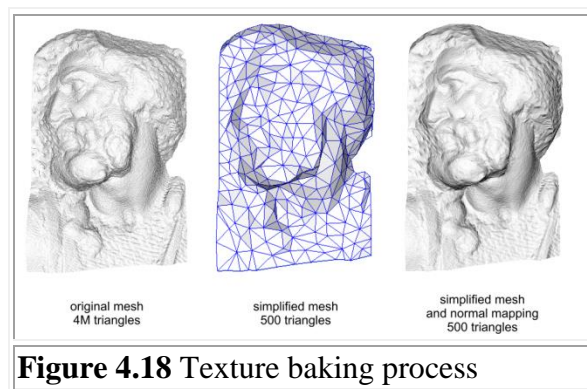 original mesh
4M triangles
simplified mesh
500 triangles
simplified mesh
and normal mapping
500 triangles
Figure 4.18 Texture baking process